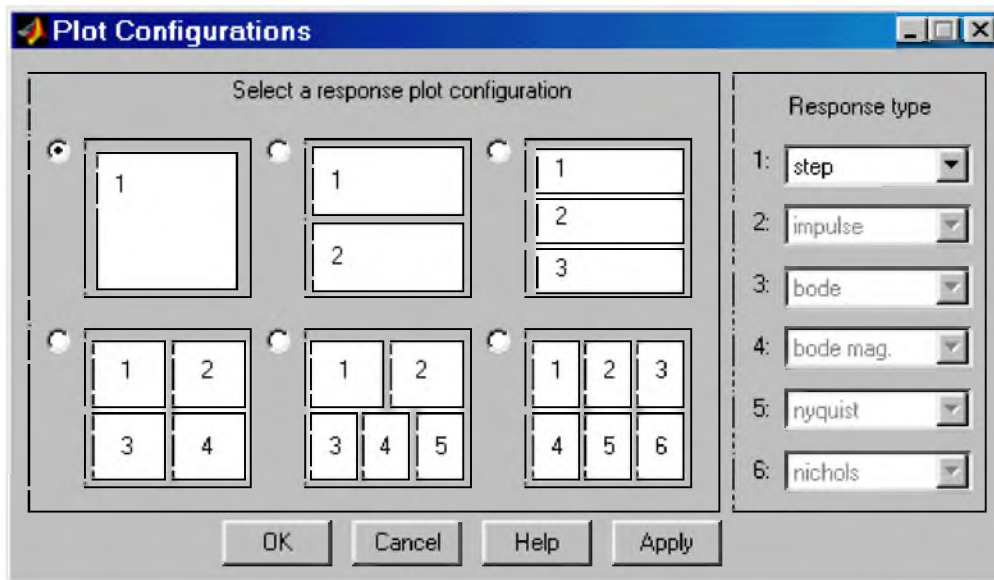 Plot Configurations
Select a response plot configuration
1
1
2
1
2
3
1 2
3 4
1 2
3 4 5
1 2 3
4 5 6
Response type
1: step
2: impulse
3: bode
4: bode mag.
5: nyquist
6: nichols
OK Cancel Help Apply